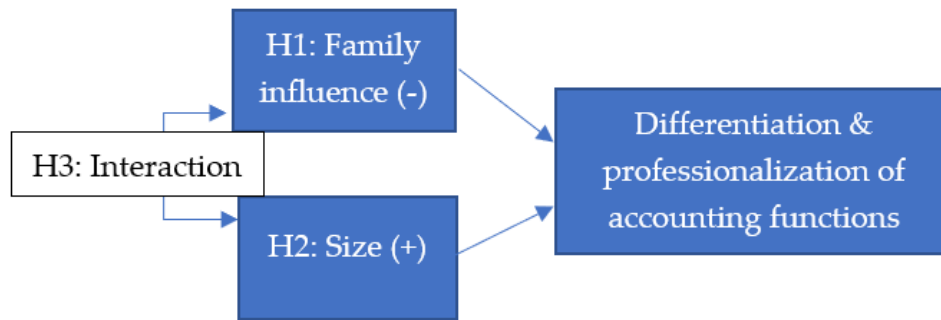 H1: Family
influence (-)
H3: Interaction
H2: Size (+)
Differentiation &
professionalization of
accounting functions